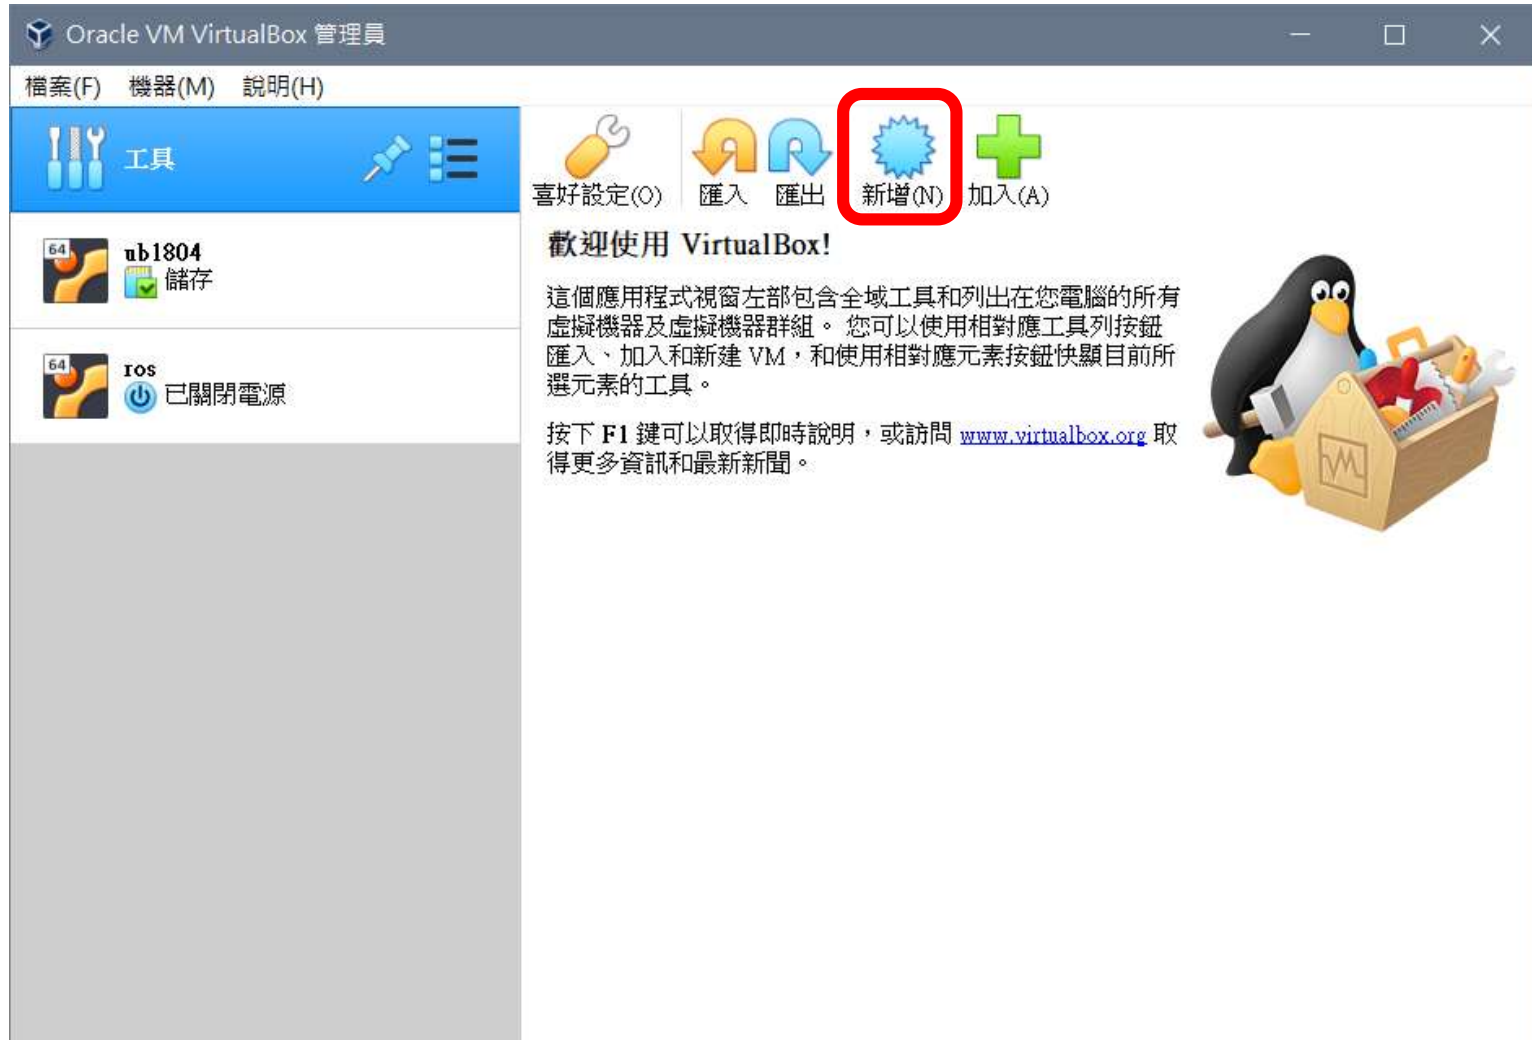 Oracle VM VirtualBox 管理員
檔案(F) 機器(M) 說明(H)
工具
喜好設定(O) 匯入 匯出 新增(N) 加入(A)
64
ub1804
儲存
64
ros
已關閉電源
歡迎使用 VirtualBox!
這個應用程式視窗左部包含全域工具和列出在您電腦的所有
虛擬機器及虛擬機器群組。 您可以使用相對應工具列按鈕
匯入、加入和新建 VM，和使用相對應元素按鈕快顯目前所
選元素的工具。
按下 F1 鍵可以取得即時說明，或訪問 www.virtualbox.org 取
得更多資訊和最新新聞。